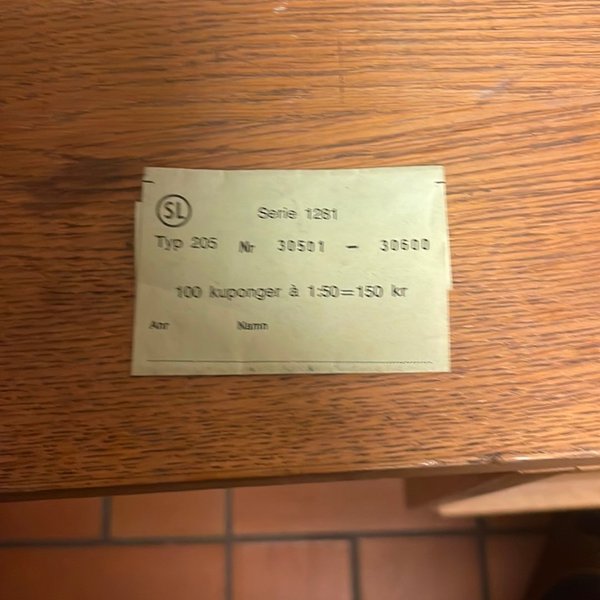 SL Serie 1281
Typ 205 Nr 30501 - 30600
100 kuponger à 1:50=150 kr
Anr Namn